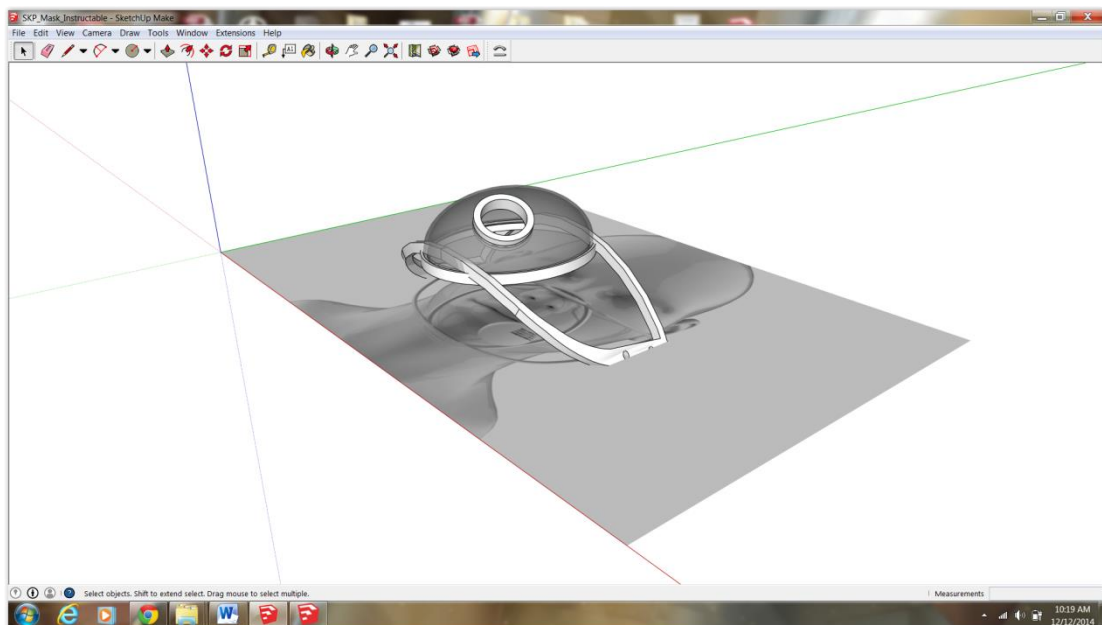 SKP_Mask_Instructable - SketchUp Make
File Edit View Camera Draw Tools Window Extensions Help
A1
Select objects. Shift to extend select. Drag mouse to select multiple.
Measurements
W
10:19 AM
12/12/2014